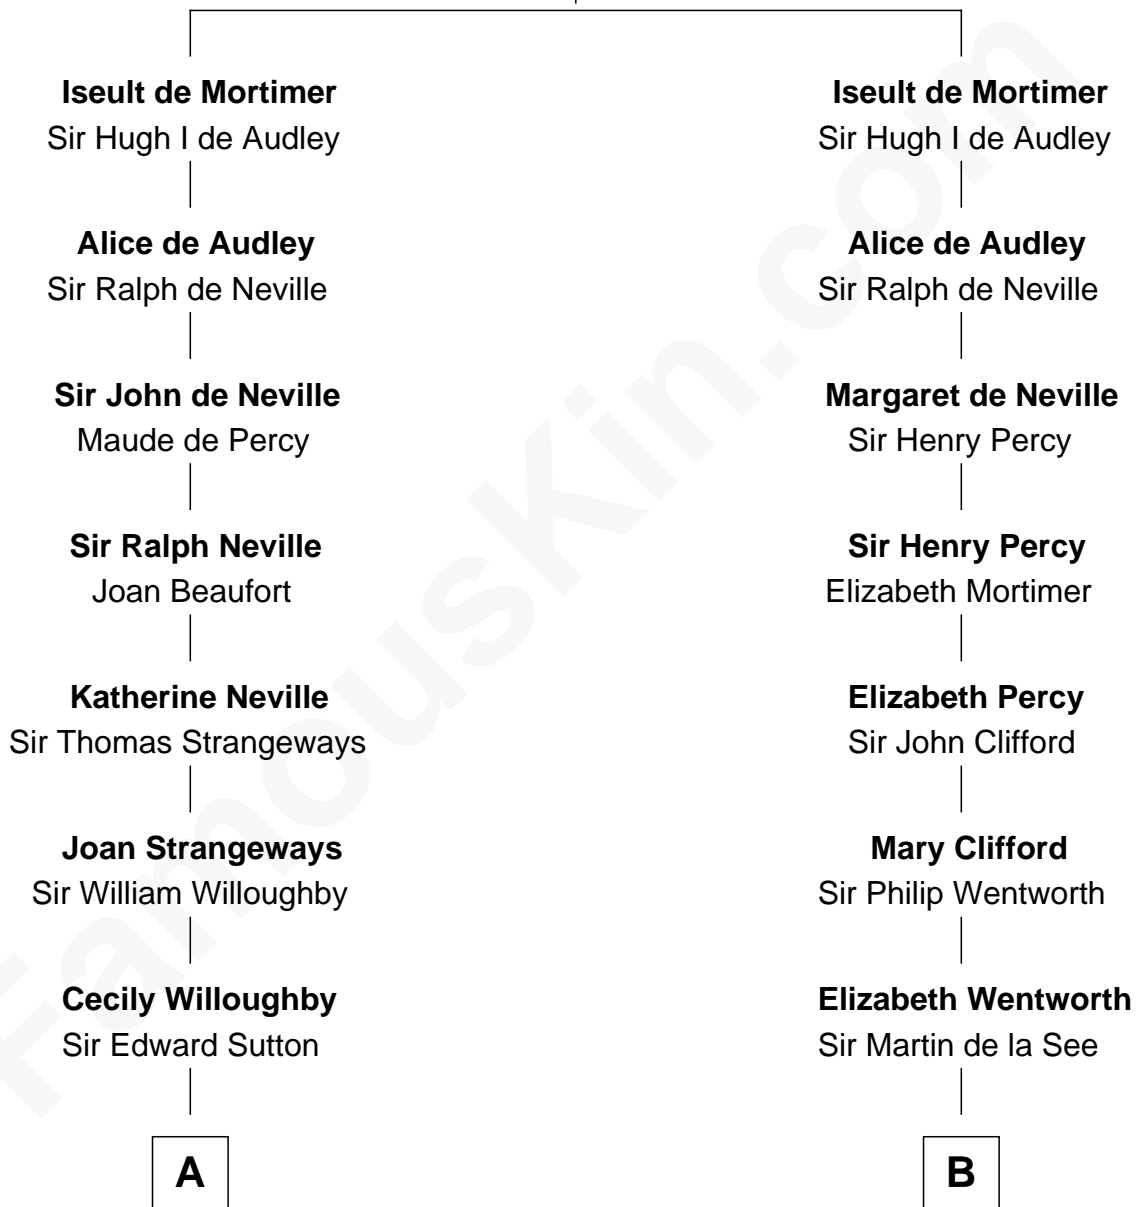 Iseult de Mortimer
Sir Hugh I de Audley
Alice de Audley
Sir Ralph de Neville
Sir John de Neville
Maude de Percy
Sir Ralph Neville
Joan Beaufort
Katherine Neville
Sir Thomas Strangeways
Joan Strangeways
Sir William Willoughby
Cecily Willoughby
Sir Edward Sutton
A
Iseult de Mortimer
Sir Hugh I de Audley
Alice de Audley
Sir Ralph de Neville
Margaret de Neville
Sir Henry Percy
Sir Henry Percy
Elizabeth Mortimer
Elizabeth Percy
Sir John Clifford
Mary Clifford
Sir Philip Wentworth
Elizabeth Wentworth
Sir Martin de la See
B
FamousKin.com